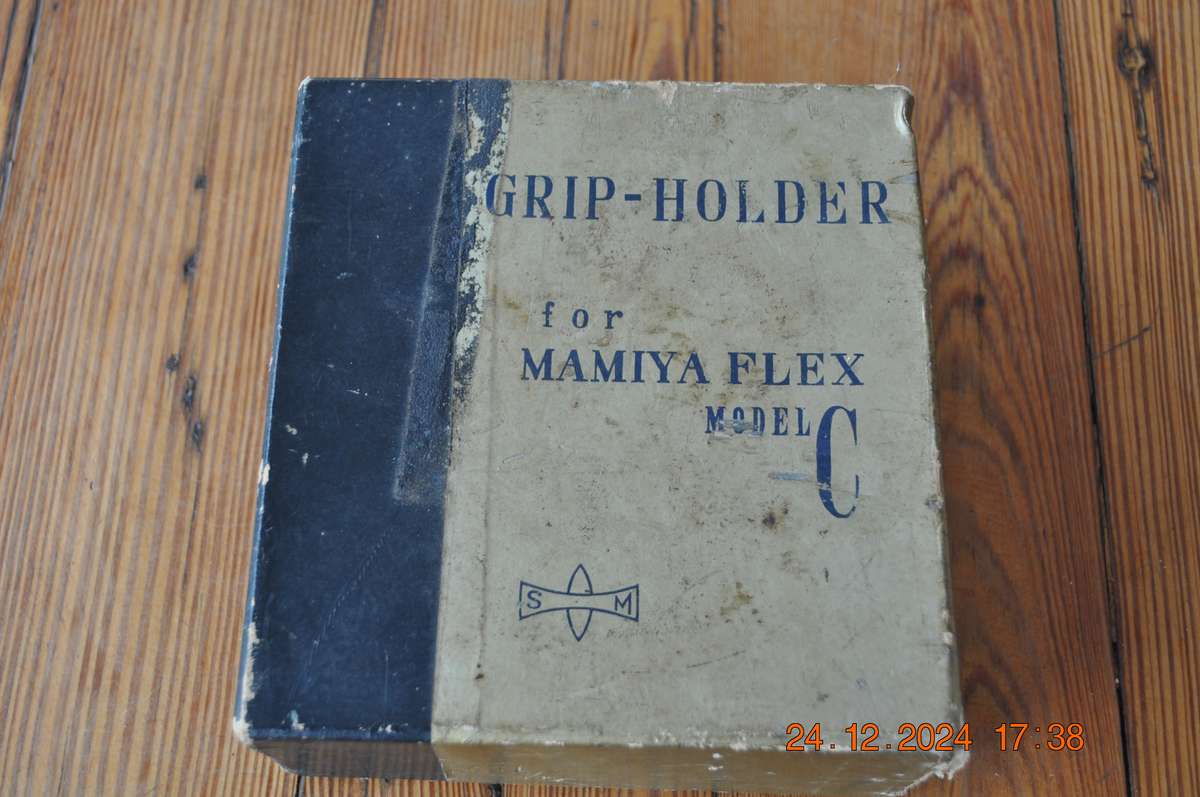 GRIP-HOLDER
for
MAMIYA FLEX
MODEL C
S M
24.12.2024 17:38